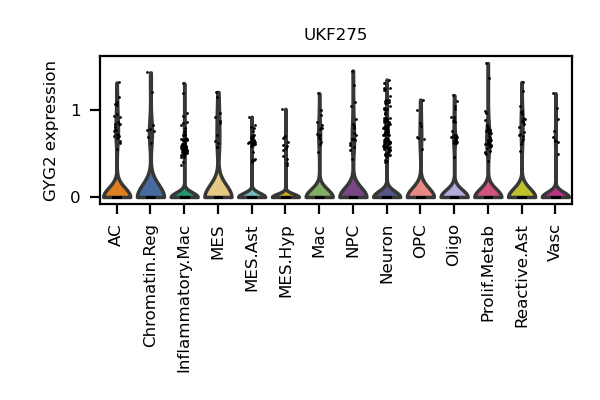 UKF275
GYG2 expression
1
0
AC
Chromatin.Reg
Inflammatory.Mac
MES
MES.Ast
MES.Hyp
Mac
NPC
Neuron
OPC
Oligo
Prolif.Metab
Reactive.Ast
Vasc